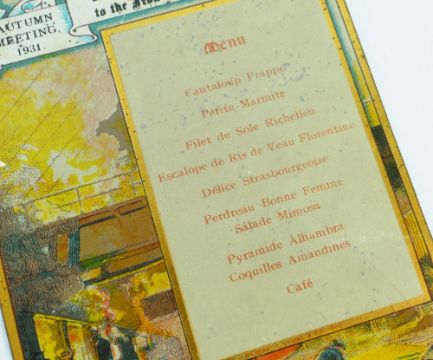 AUTUMN
MEETING,
1931.
to the
Menu
Cantaloup Frappé
Petite Marmite
Filet de Sole Richelieu
Escalope de Ris de Veau Florentine
Délice Strasbourgeoise
Perdreau Bonne Femme
Salade Mimosa
Pyramide Alhambra
Coquilles Amandines
Café